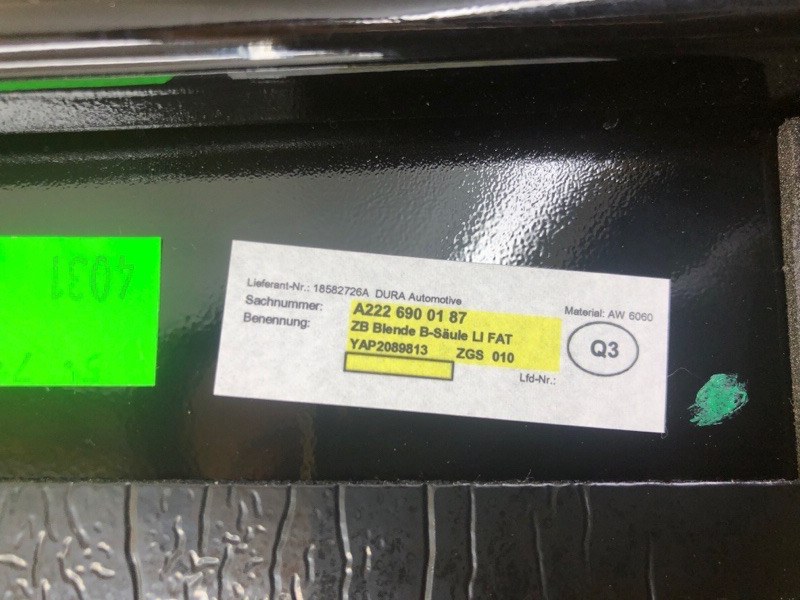 Lieferant-Nr.: 18582726A DURA Automotive
Sachnummer: A222 690 01 87
Material: AW 6060
Benennung: ZB Blende B-Säule LI FAT
YAP2089813 ZGS 010
Q3
Lfd-Nr.:
4031